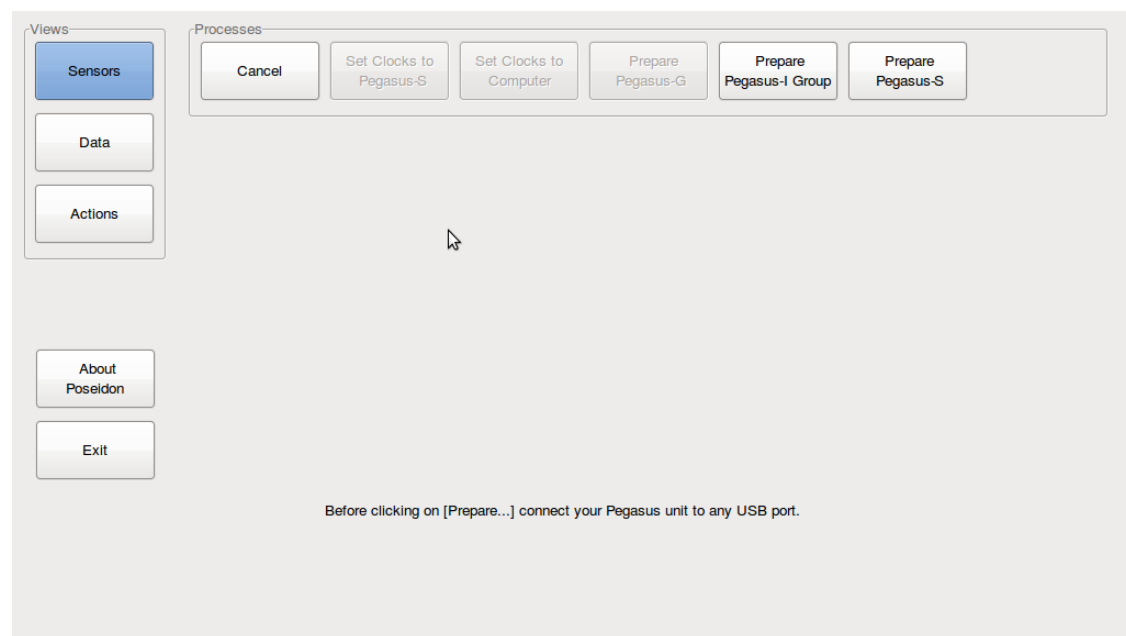 Views
Sensors
Data
Actions
About
Poseidon
Exit
Processes
Cancel
Set Clocks to
Pegasus-S
Set Clocks to
Computer
Prepare
Pegasus-G
Prepare
Pegasus-I Group
Prepare
Pegasus-S
Before clicking on [Prepare...] connect your Pegasus unit to any USB port.